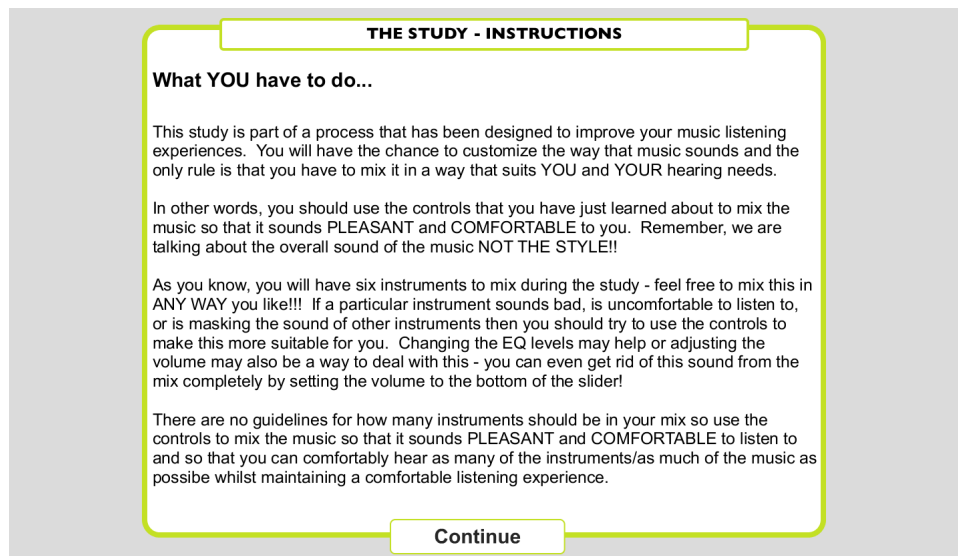 THE STUDY - INSTRUCTIONS
What YOU have to do...
This study is part of a process that has been designed to improve your music listening
experiences.  You will have the chance to customize the way that music sounds and the
only rule is that you have to mix it in a way that suits YOU and YOUR hearing needs.
In other words, you should use the controls that you have just learned about to mix the
music so that it sounds PLEASANT and COMFORTABLE to you.  Remember, we are
talking about the overall sound of the music NOT THE STYLE!!
As you know, you will have six instruments to mix during the study - feel free to mix this in
ANY WAY you like!!!  If a particular instrument sounds bad, is uncomfortable to listen to,
or is masking the sound of other instruments then you should try to use the controls to
make this more suitable for you.  Changing the EQ levels may help or adjusting the
volume may also be a way to deal with this - you can even get rid of this sound from the
mix completely by setting the volume to the bottom of the slider!
There are no guidelines for how many instruments should be in your mix so use the
controls to mix the music so that it sounds PLEASANT and COMFORTABLE to listen to
and so that you can comfortably hear as many of the instruments/as much of the music as
possibe whilst maintaining a comfortable listening experience.
Continue